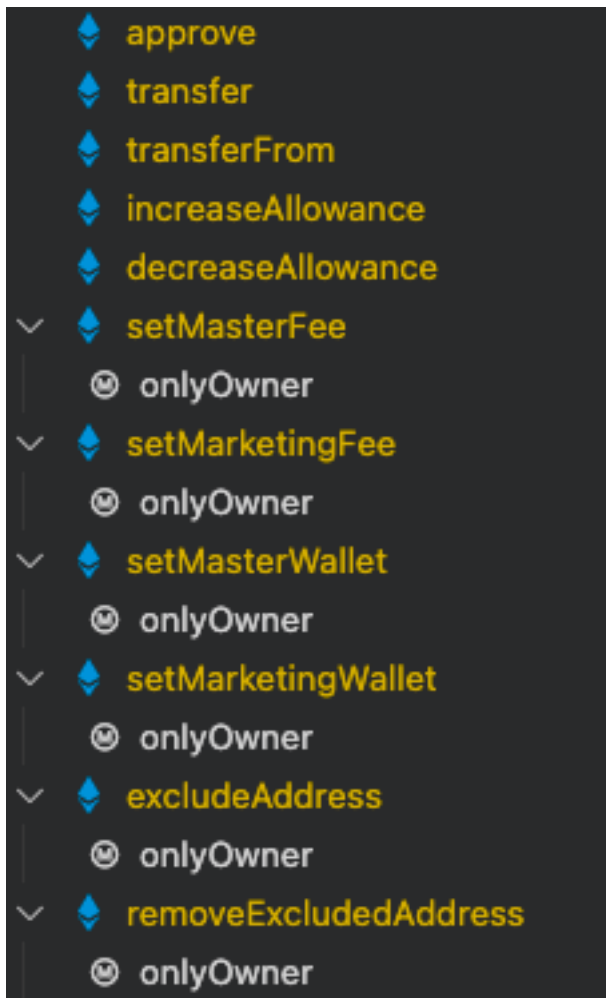 approve
transfer
transferFrom
increaseAllowance
decreaseAllowance
setMasterFee
onlyOwner
setMarketingFee
onlyOwner
setMasterWallet
onlyOwner
setMarketingWallet
onlyOwner
excludeAddress
onlyOwner
removeExcludedAddress
onlyOwner